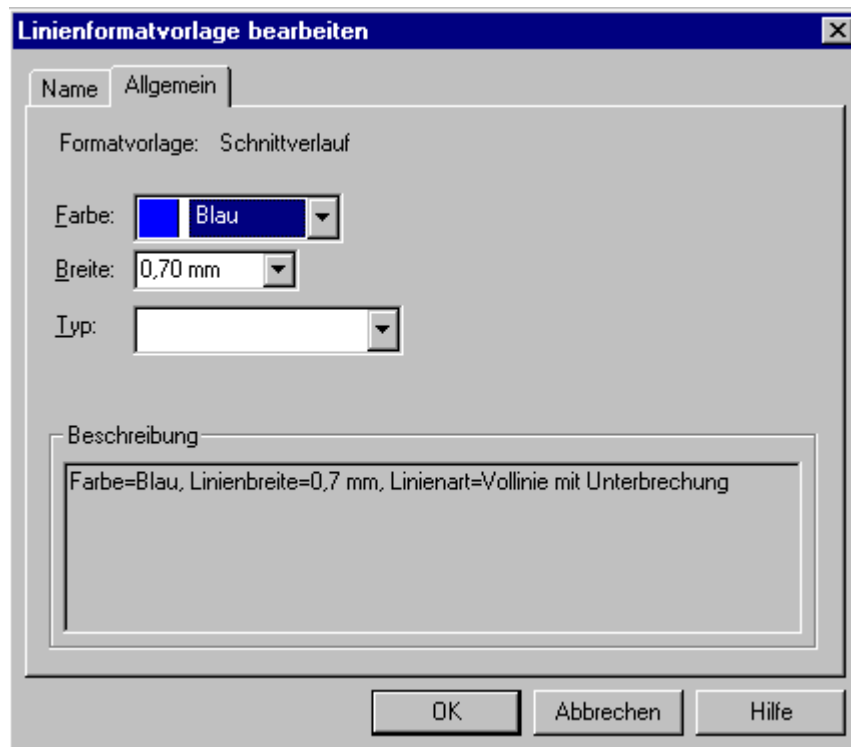 Linienformatvorlage bearbeiten
Name Allgemein
Formatvorlage: Schnittverlauf
Farbe: Blau
Breite: 0,70 mm
Typ:
Beschreibung
Farbe=Blau, Linienbreite=0,7 mm, Linienart=Vollinie mit Unterbrechung
OK Abbrechen Hilfe